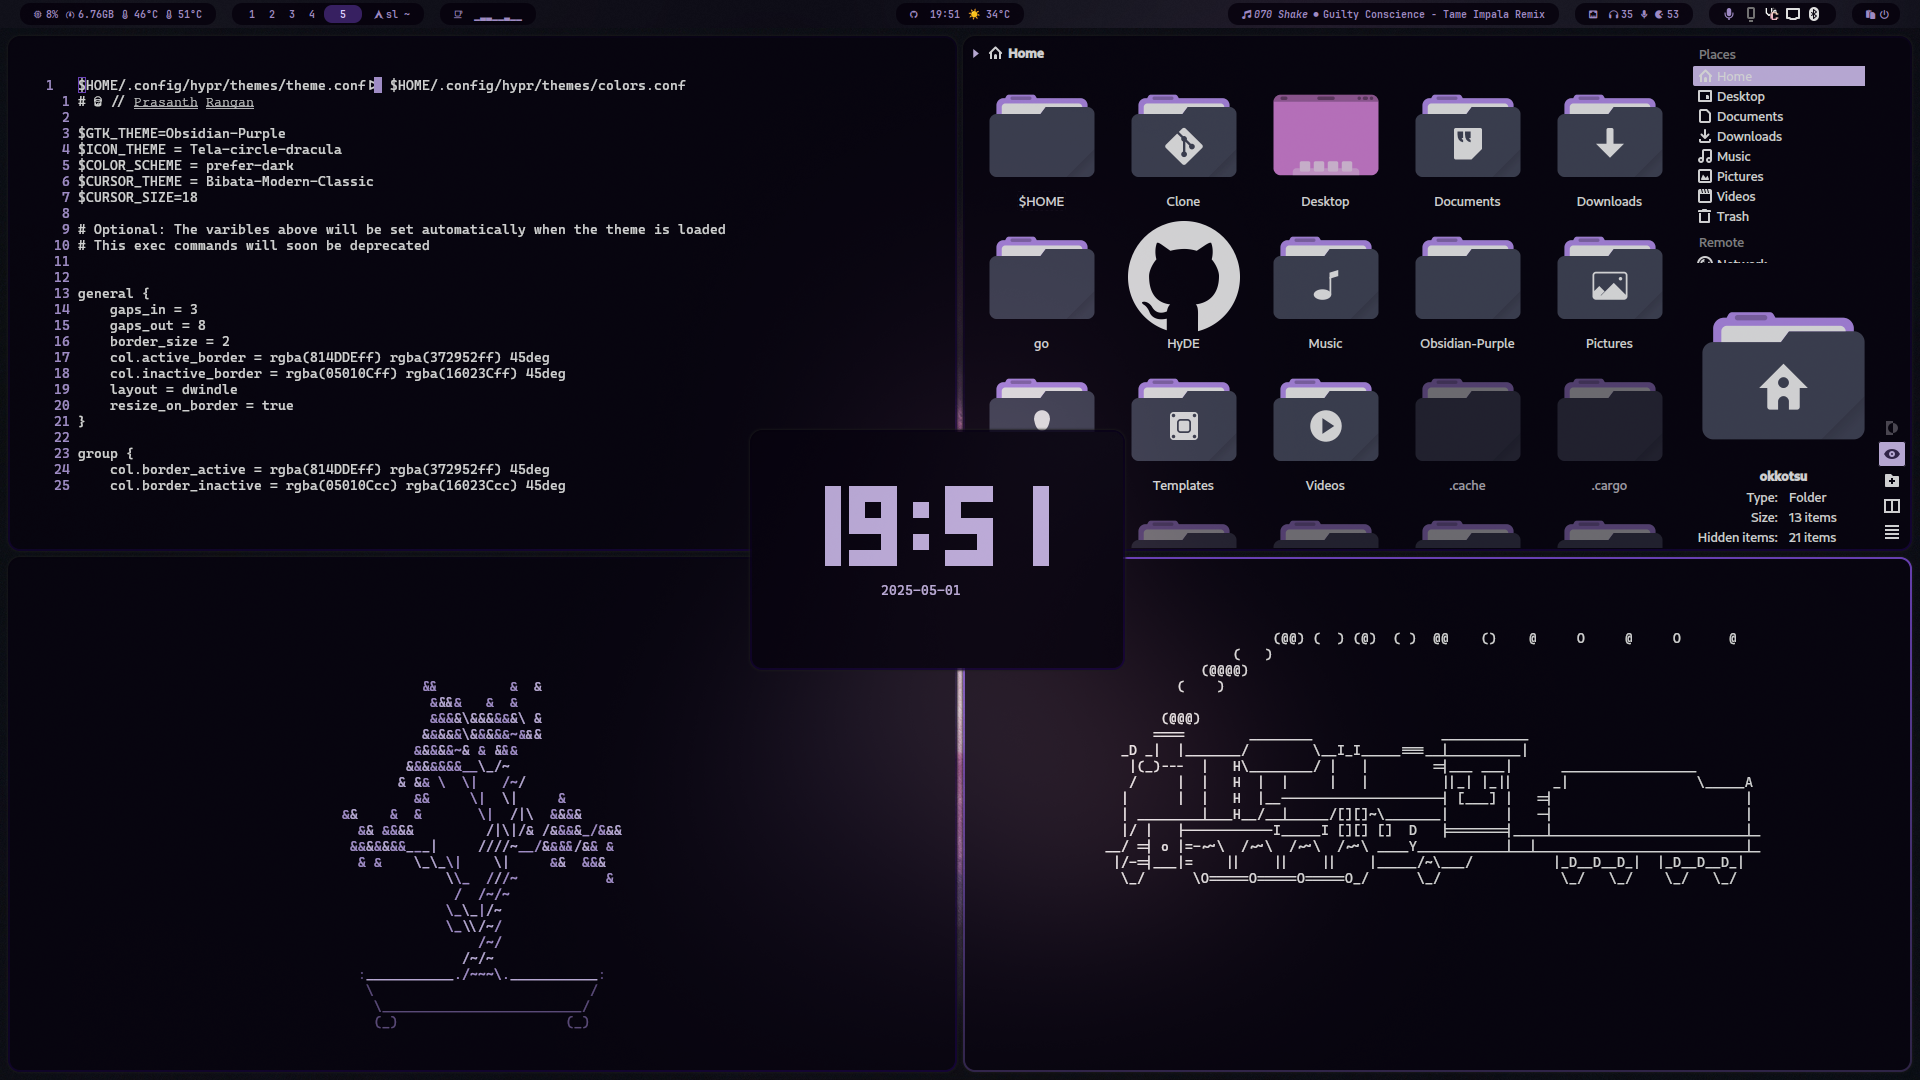 8% 6.76GB 46°C 51°C
1 2 3 4 5 sl ~
19:51 34°C
070 Shake ● Guilty Conscience - Tame Impala Remix
35 53
1 $HOME/.config/hypr/themes/theme.conf $HOME/.config/hypr/themes/colors.conf
1 # @ // Prasanth Rangan
2
3 $GTK_THEME=Obsidian-Purple
4 $ICON_THEME = Tela-circle-dracula
5 $COLOR_SCHEME = prefer-dark
6 $CURSOR_THEME = Bibata-Modern-Classic
7 $CURSOR_SIZE=18
8
9 # Optional: The varibles above will be set automatically when the theme is loaded
10 # This exec commands will soon be deprecated
11
12
13 general {
14 gaps_in = 3
15 gaps_out = 8
16 border_size = 2
17 col.active_border = rgba(814DDEff) rgba(372952ff) 45deg
18 col.inactive_border = rgba(05010Cff) rgba(16023Cff) 45deg
19 layout = dwindle
20 resize_on_border = true
21 }
22
23 group {
24 col.border_active = rgba(814DDEff) rgba(372952ff) 45deg
25 col.border_inactive = rgba(05010Ccc) rgba(16023Ccc) 45deg
Home
$HOME Clone Desktop Documents Downloads
go HyDE Music Obsidian-Purple Pictures
Templates Videos .cache .cargo
Places
Home
Desktop
Documents
Downloads
Music
Pictures
Videos
Trash
Remote
Network
okkotsu
Type: Folder
Size: 13 items
Hidden items: 21 items
19:51
2025-05-01